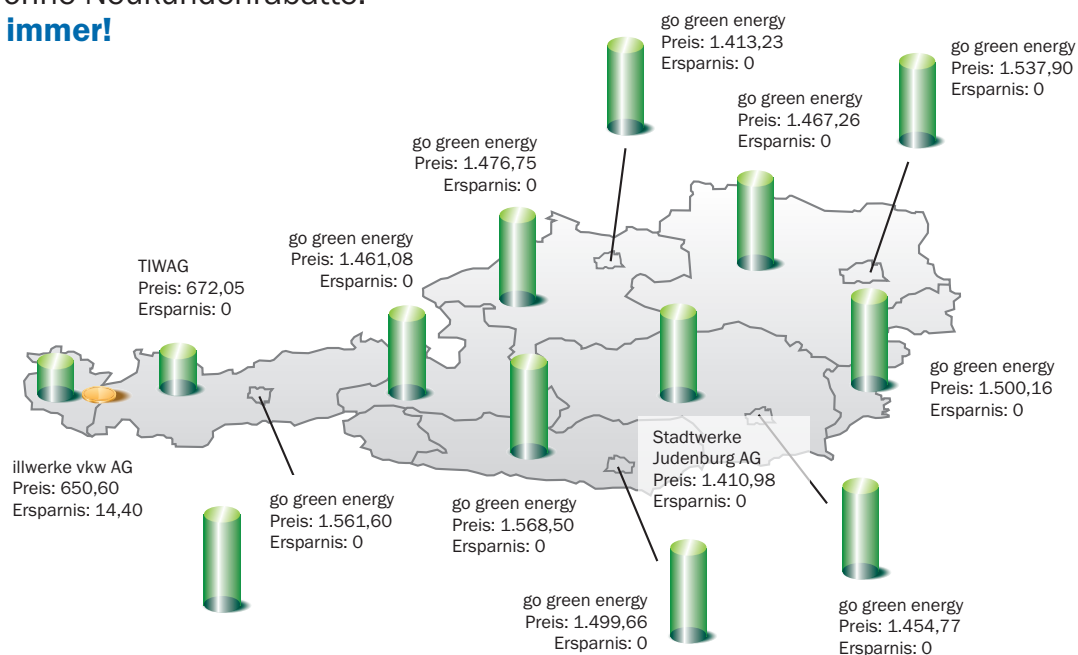 ohne Neukundenrabatte.
immer!
go green energy
Preis: 1.413,23
Ersparnis: 0
go green energy
Preis: 1.537,90
Ersparnis: 0
go green energy
Preis: 1.467,26
Ersparnis: 0
go green energy
Preis: 1.476,75
Ersparnis: 0
go green energy
Preis: 1.461,08
Ersparnis: 0
TIWAG
Preis: 672,05
Ersparnis: 0
go green energy
Preis: 1.500,16
Ersparnis: 0
illwerke vkw AG
Preis: 650,60
Ersparnis: 14,40
go green energy
Preis: 1.561,60
Ersparnis: 0
go green energy
Preis: 1.568,50
Ersparnis: 0
Stadtwerke
Judenburg AG
Preis: 1.410,98
Ersparnis: 0
go green energy
Preis: 1.499,66
Ersparnis: 0
go green energy
Preis: 1.454,77
Ersparnis: 0